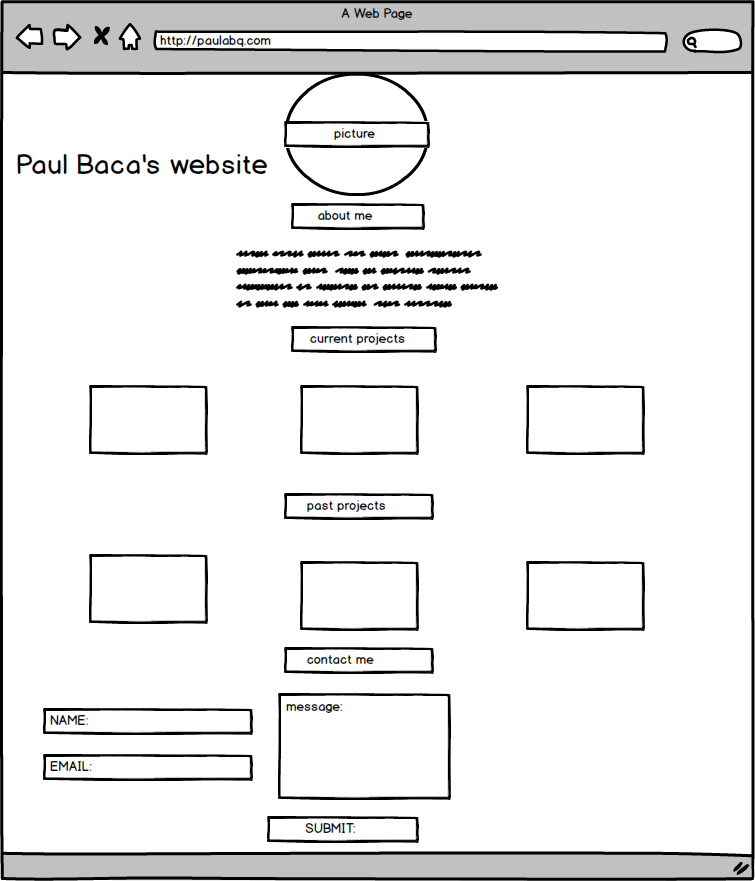 A Web Page
http://paulabq.com
picture
Paul Baca's website
about me
current projects
past projects
contact me
message:
NAME:
EMAIL:
SUBMIT: